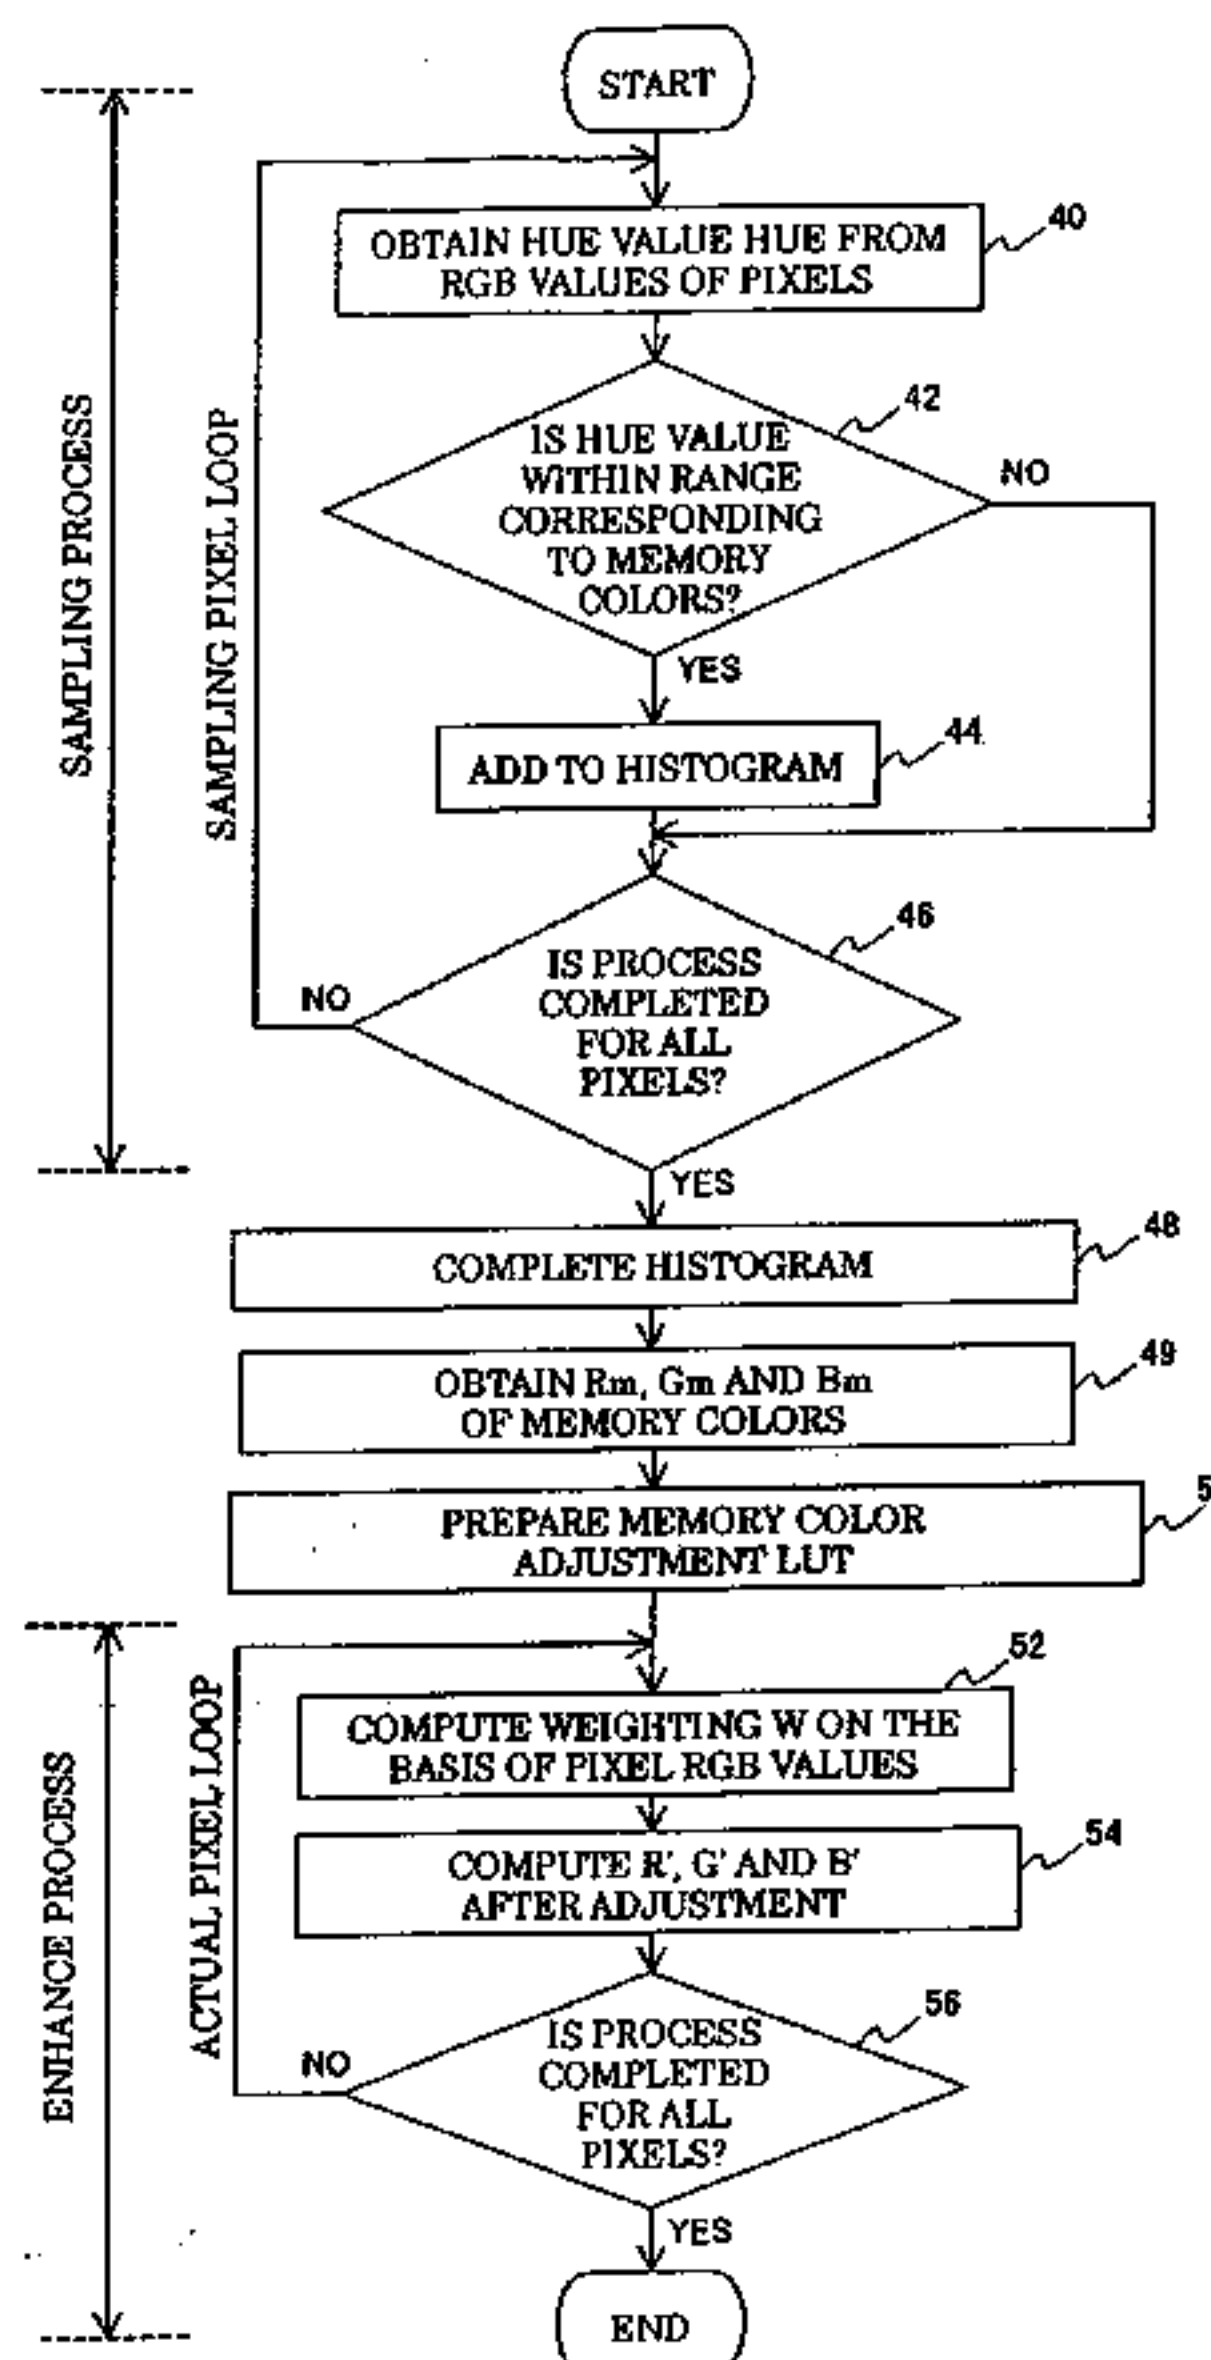 START
40
OBTAIN HUE VALUE HUE FROM
RGB VALUES OF PIXELS
42
IS HUE VALUE
WITHIN RANGE
CORRESPONDING
TO MEMORY
COLORS?
NO
YES
SAMPLING PROCESS
SAMPLING PIXEL LOOP
44
ADD TO HISTOGRAM
46
IS PROCESS
COMPLETED
FOR ALL
PIXELS?
NO
YES
48
COMPLETE HISTOGRAM
49
OBTAIN Rm, Gm AND Bm
OF MEMORY COLORS
5
PREPARE MEMORY COLOR
ADJUSTMENT LUT
52
COMPUTE WEIGHTING W ON THE
BASIS OF PIXEL RGB VALUES
ENHANCE PROCESS
ACTUAL PIXEL LOOP
54
COMPUTE R', G' AND B'
AFTER ADJUSTMENT
56
IS PROCESS
COMPLETED
FOR ALL
PIXELS?
NO
YES
END